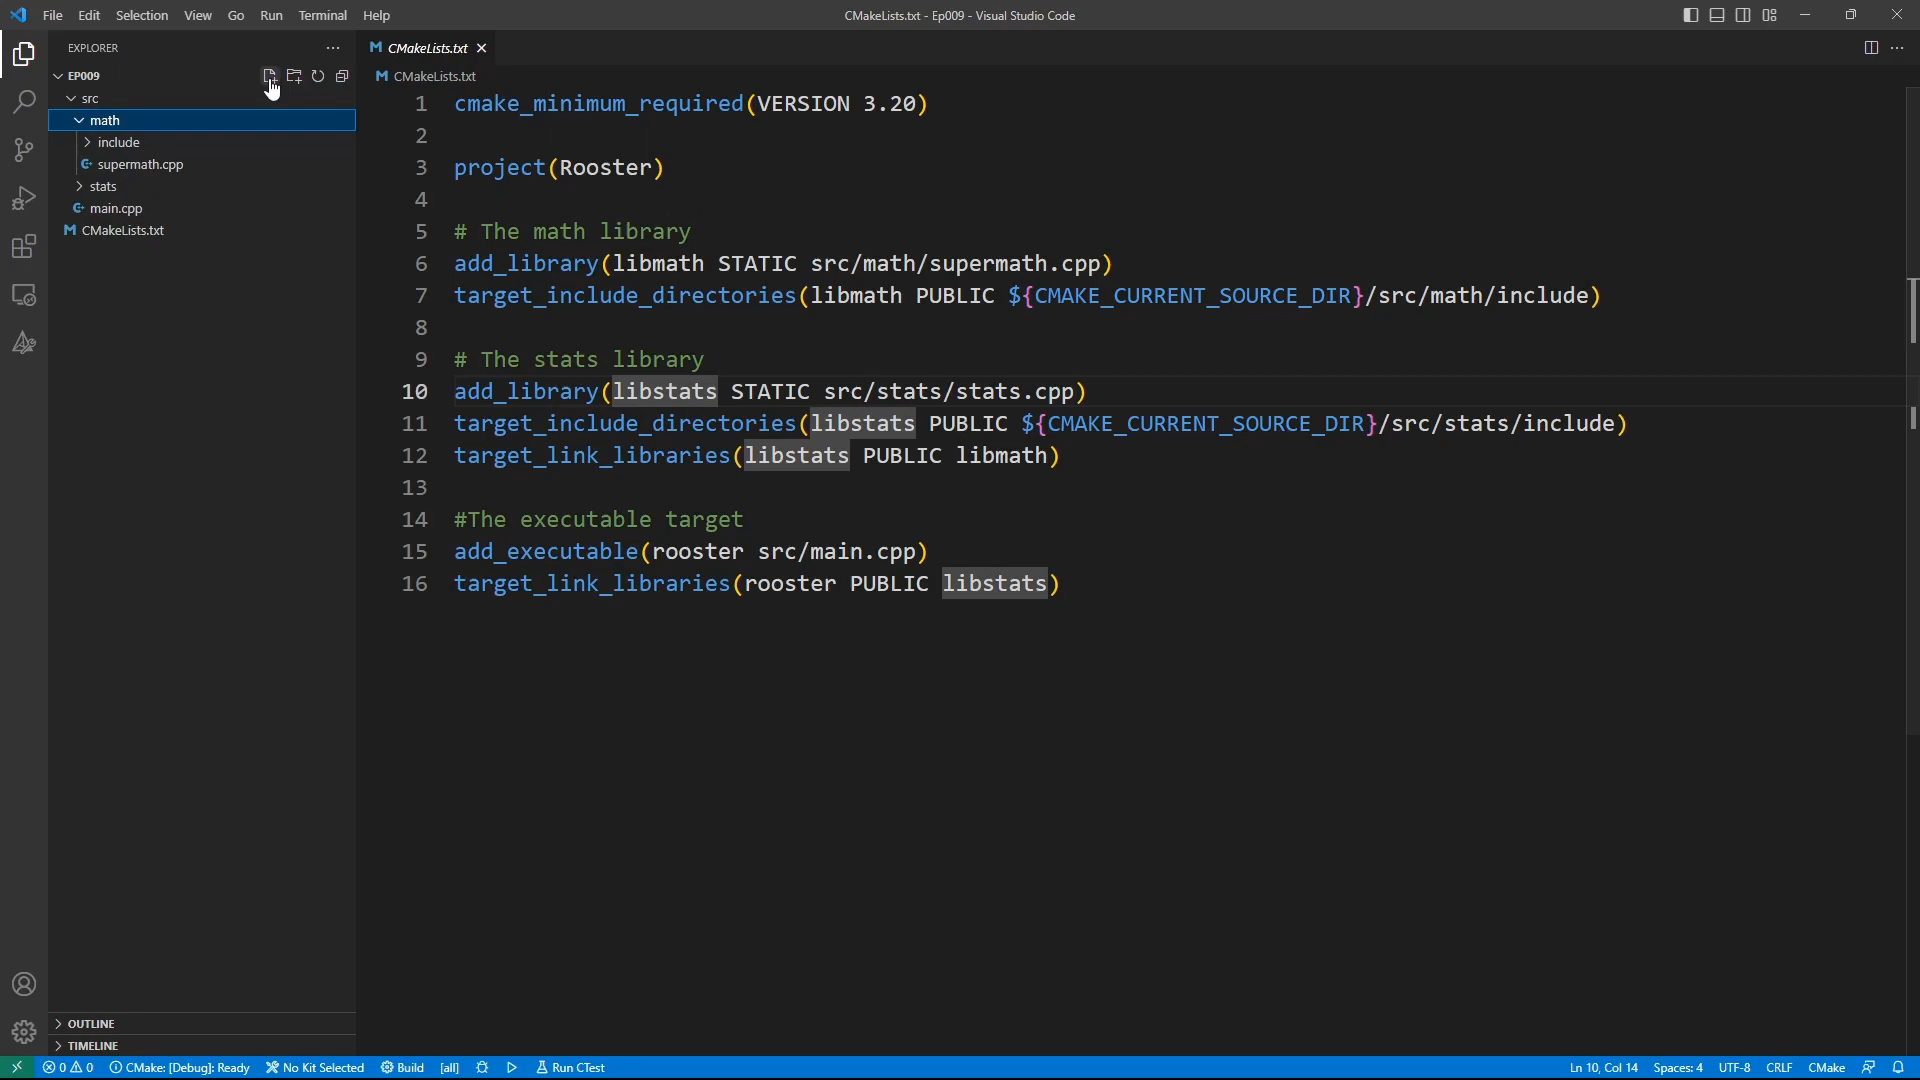 File Edit Selection View Go Run Terminal Help
CMakeLists.txt - Ep009 - Visual Studio Code
EXPLORER
EP009
src
math
include
supermath.cpp
stats
main.cpp
CMakeLists.txt
OUTLINE
TIMELINE
CMakeLists.txt
CMakeLists.txt
1 cmake_minimum_required(VERSION 3.20)
2
3 project(Rooster)
4
5 # The math library
6 add_library(libmath STATIC src/math/supermath.cpp)
7 target_include_directories(libmath PUBLIC ${CMAKE_CURRENT_SOURCE_DIR}/src/math/include)
8
9 # The stats library
10 add_library(libstats STATIC src/stats/stats.cpp)
11 target_include_directories(libstats PUBLIC ${CMAKE_CURRENT_SOURCE_DIR}/src/stats/include)
12 target_link_libraries(libstats PUBLIC libmath)
13
14 #The executable target
15 add_executable(rooster src/main.cpp)
16 target_link_libraries(rooster PUBLIC libstats)
0 0 CMake: [Debug]: Ready No Kit Selected Build [all] Run CTest
Ln 10, Col 14 Spaces: 4 UTF-8 CRLF CMake